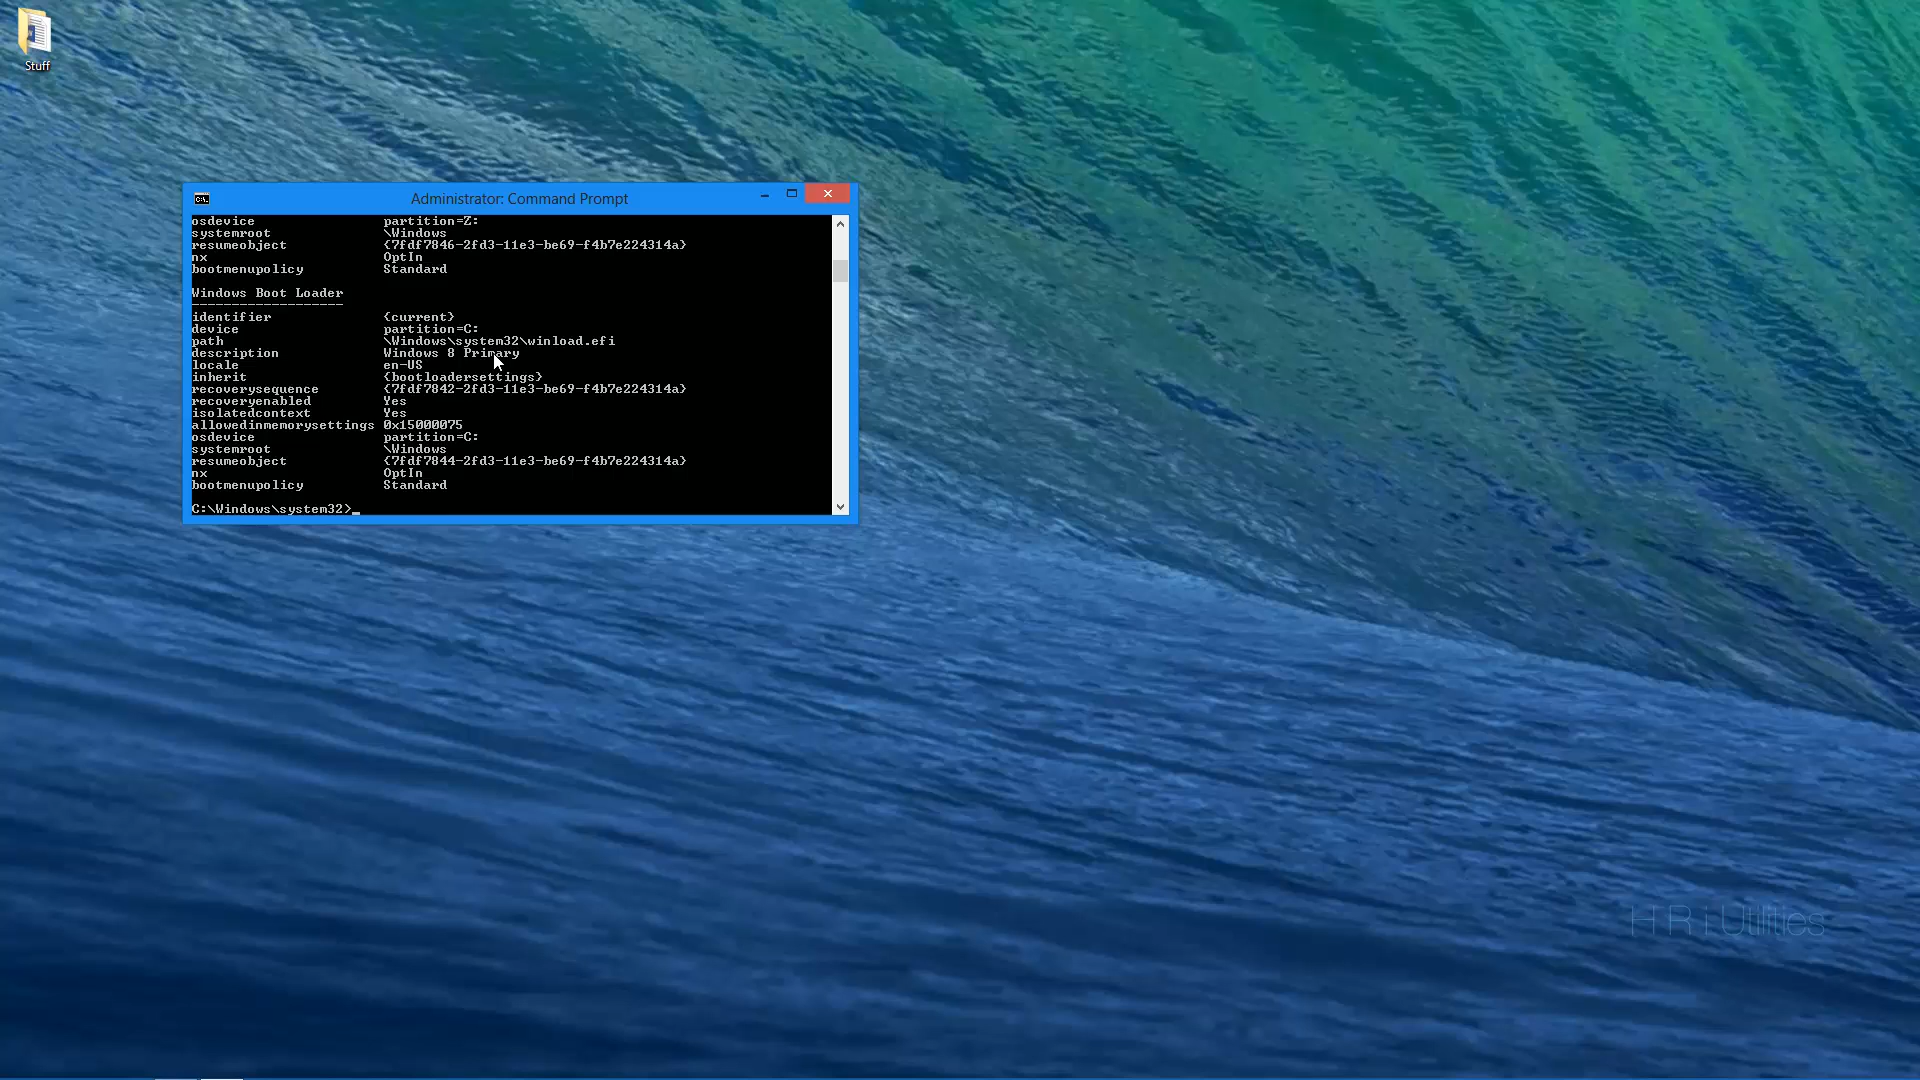 Stuff
Administrator: Command Prompt
osdevice partition=Z:
systemroot \Windows
resumeobject {7fdf7846-2fd3-11e3-be69-f4b7e224314a}
nx OptIn
bootmenupolicy Standard
Windows Boot Loader
-------------------
identifier {current}
device partition=C:
path \Windows\system32\winload.efi
description Windows 8 Primary
locale en-US
inherit {bootloadersettings}
recoverysequence {7fdf7842-2fd3-11e3-be69-f4b7e224314a}
recoveryenabled Yes
isolatedcontext Yes
allowedinmemorysettings 0x15000075
osdevice partition=C:
systemroot \Windows
resumeobject {7fdf7844-2fd3-11e3-be69-f4b7e224314a}
nx OptIn
bootmenupolicy Standard
C:\Windows\system32>_
H R i Utilities